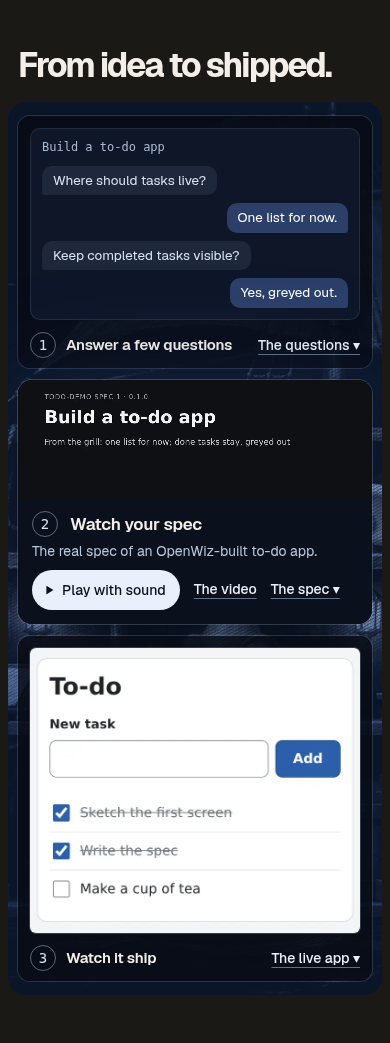 From idea to shipped.
Build a to-do app
Where should tasks live?
One list for now.
Keep completed tasks visible?
Yes, greyed out.
1 Answer a few questions The questions ▾
TODO-DEMO SPEC 1 · 0.1.0
Build a to-do app
From the grill: one list for now; done tasks stay, greyed out
2 Watch your spec
The real spec of an OpenWiz-built to-do app.
▶ Play with sound The video The spec ▾
To-do
New task
Add
Sketch the first screen
Write the spec
Make a cup of tea
3 Watch it ship The live app ▾